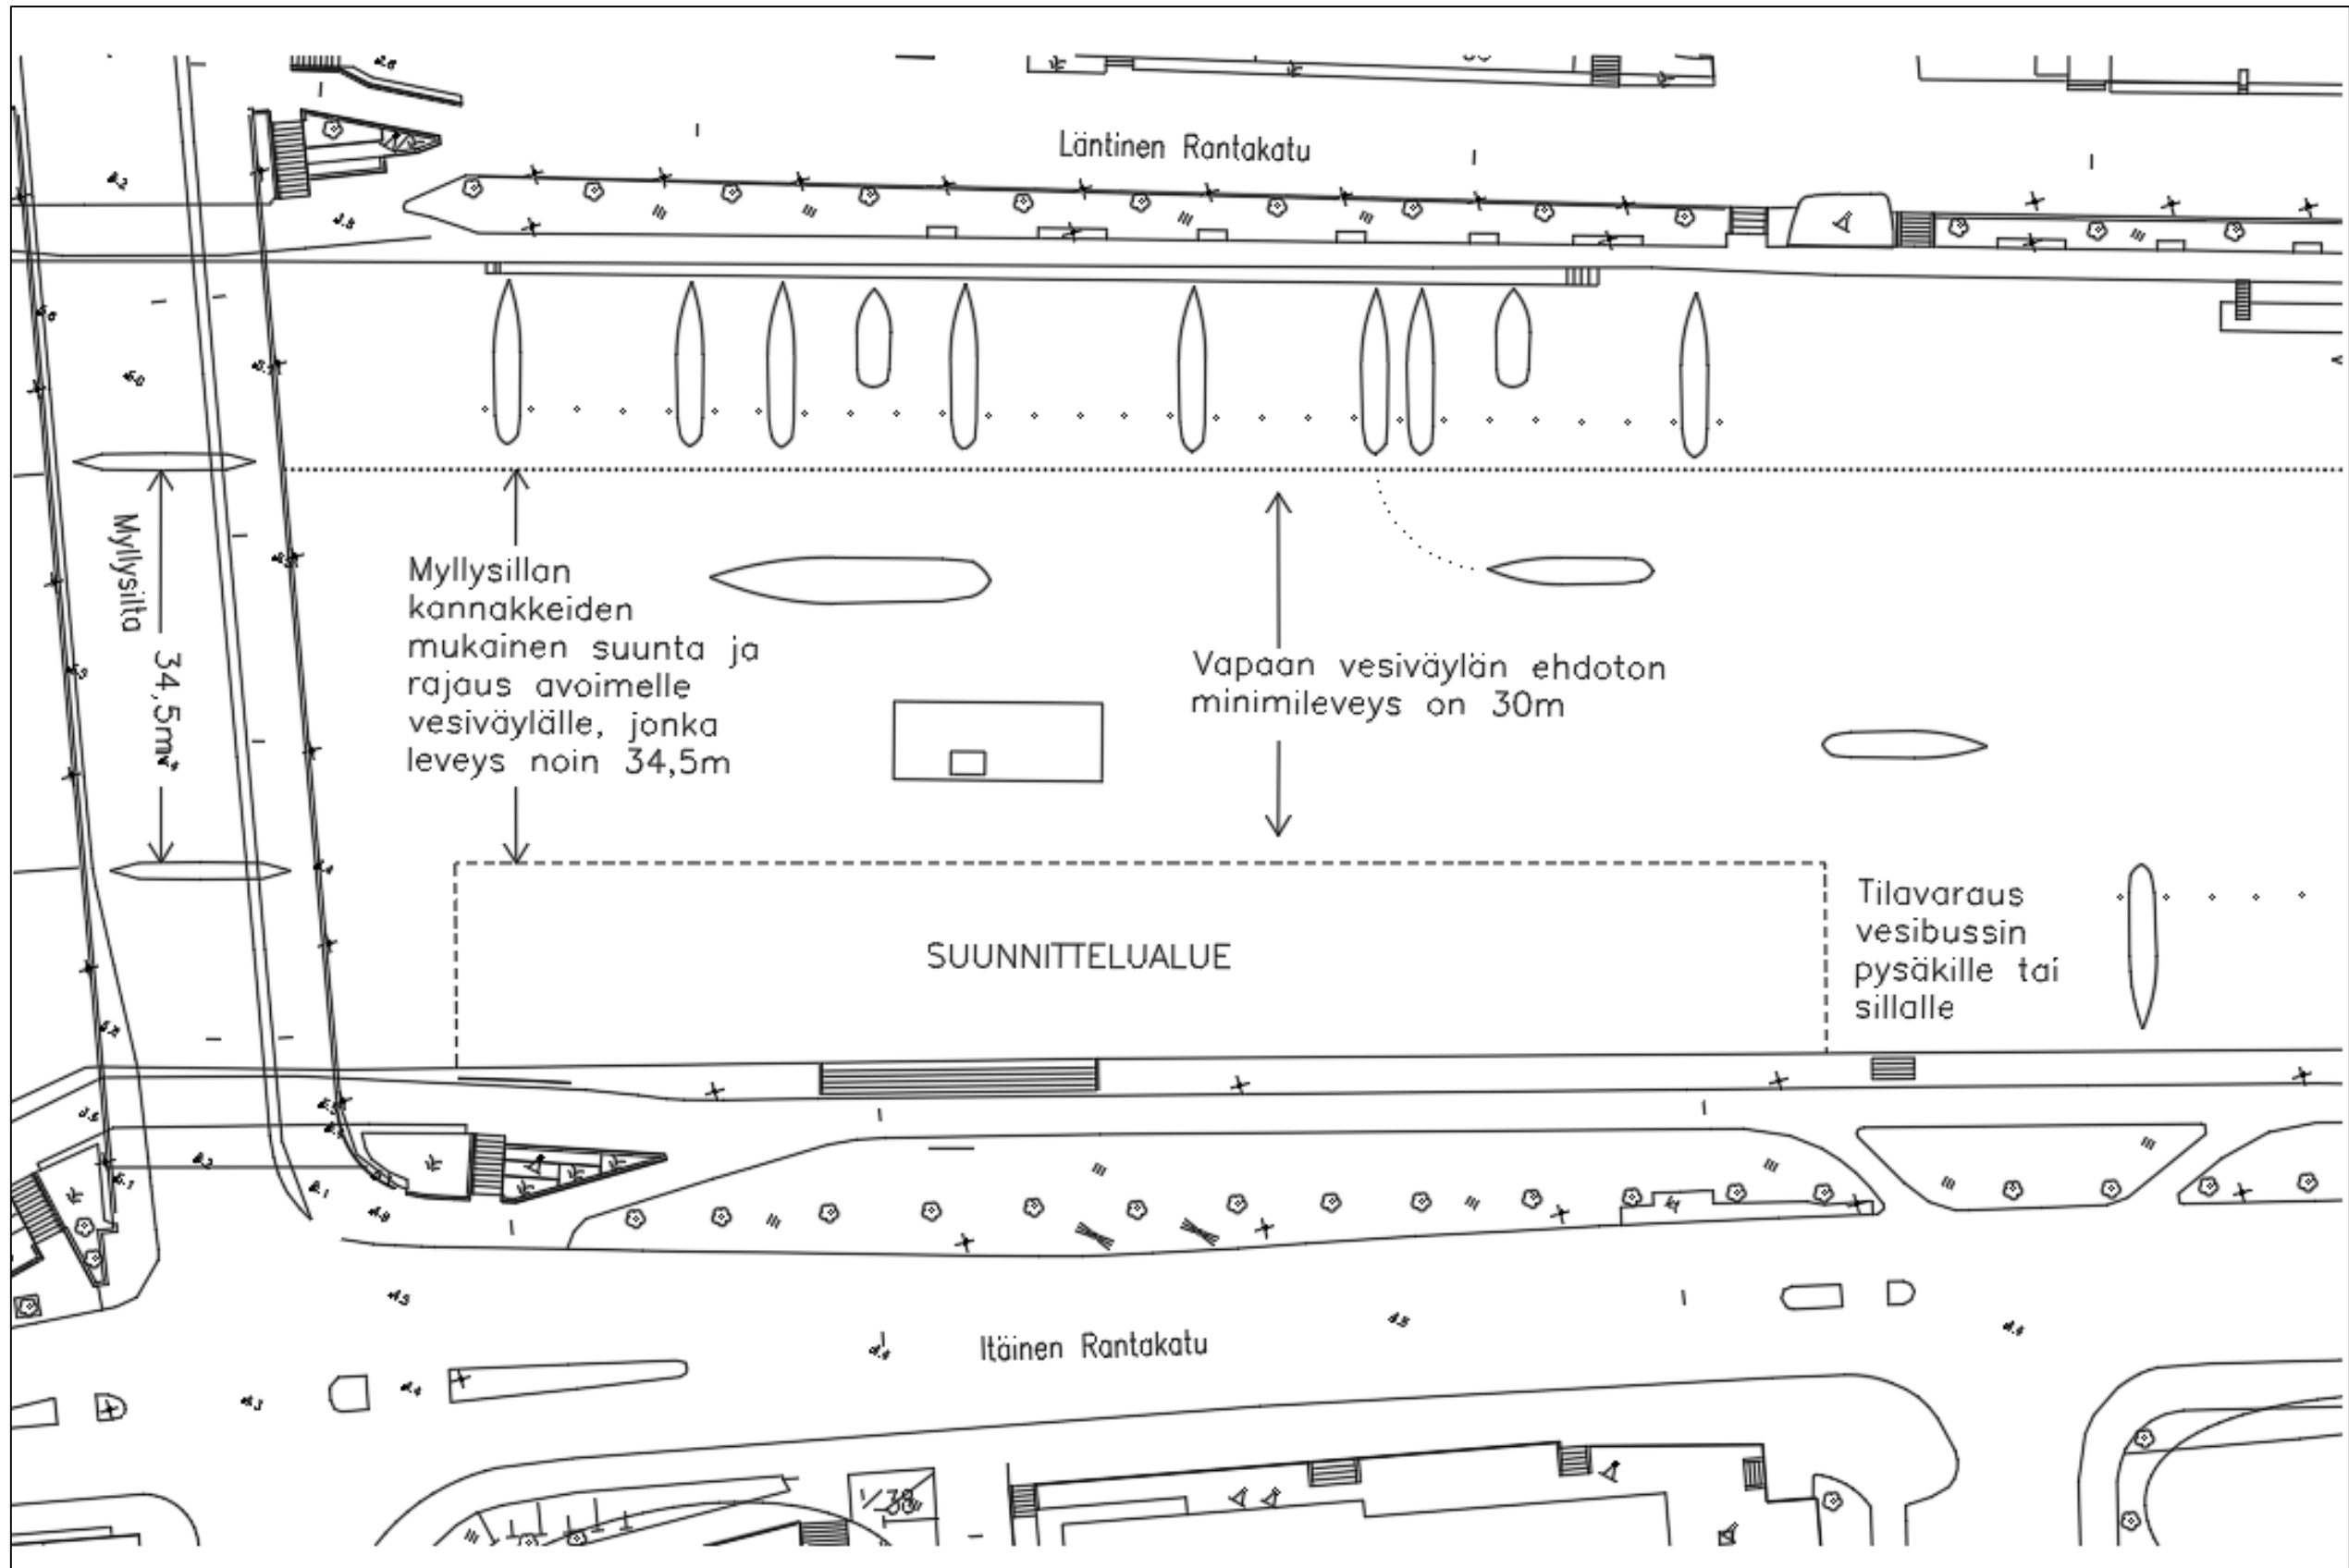 Läntinen Rantakatu
Myllysilta
34,5m
Myllysillan
kannakkeiden
mukainen suunta ja
rajaus avoimelle
vesiväylälle, jonka
leveys noin 34,5m
Vapaan vesiväylän ehdoton
minimileveys on 30m
SUUNNITTELUALUE
Tilavaraus
vesibussin
pysäkille tai
sillalle
Itäinen Rantakatu